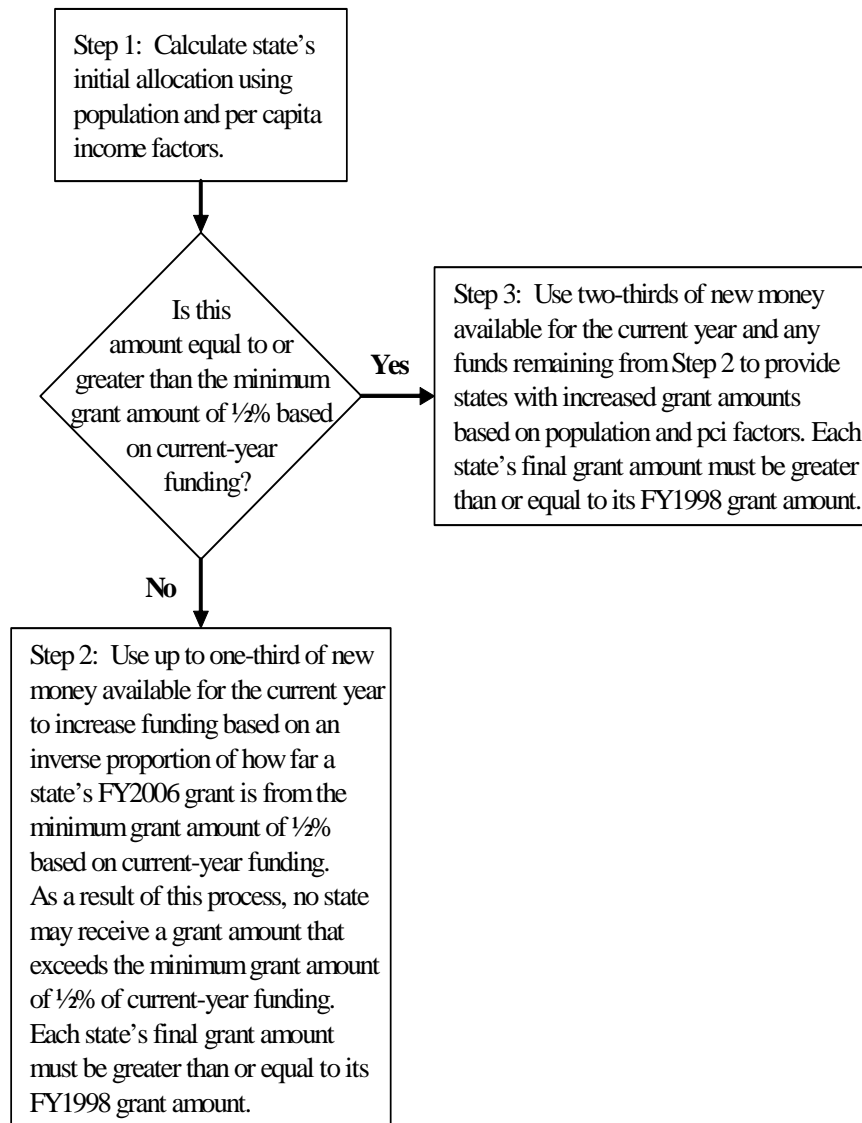 Step 1: Calculate state's
initial allocation using
population and per capita
income factors.
Is this
amount equal to or
greater than the minimum
grant amount of ½% based
on current-year
funding?
Yes
Step 3: Use two-thirds of new money
available for the current year and any
funds remaining from Step 2 to provide
states with increased grant amounts
based on population and pci factors. Each
state's final grant amount must be greater
than or equal to its FY1998 grant amount.
No
Step 2: Use up to one-third of new
money available for the current year
to increase funding based on an
inverse proportion of how far a
state's FY2006 grant is from the
minimum grant amount of ½%
based on current-year funding.
As a result of this process, no state
may receive a grant amount that
exceeds the minimum grant amount
of ½% of current-year funding.
Each state's final grant amount
must be greater than or equal to its
FY1998 grant amount.